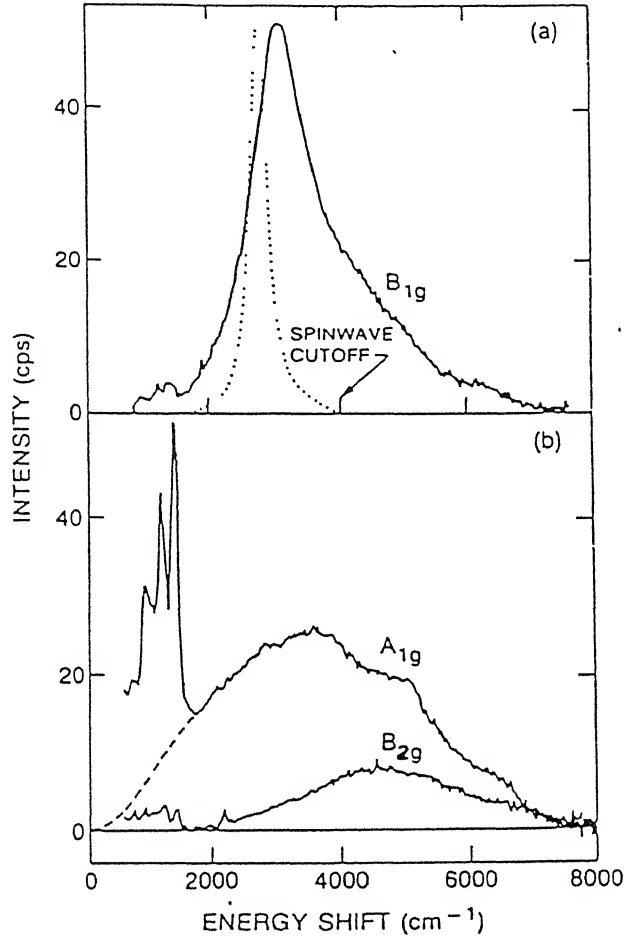 (a)
40
20
0
B1g
SPINWAVE
CUTOFF
INTENSITY (cps)
(b)
40
20
0
A1g
B2g
0 2000 4000 6000 8000
ENERGY SHIFT (cm⁻¹)